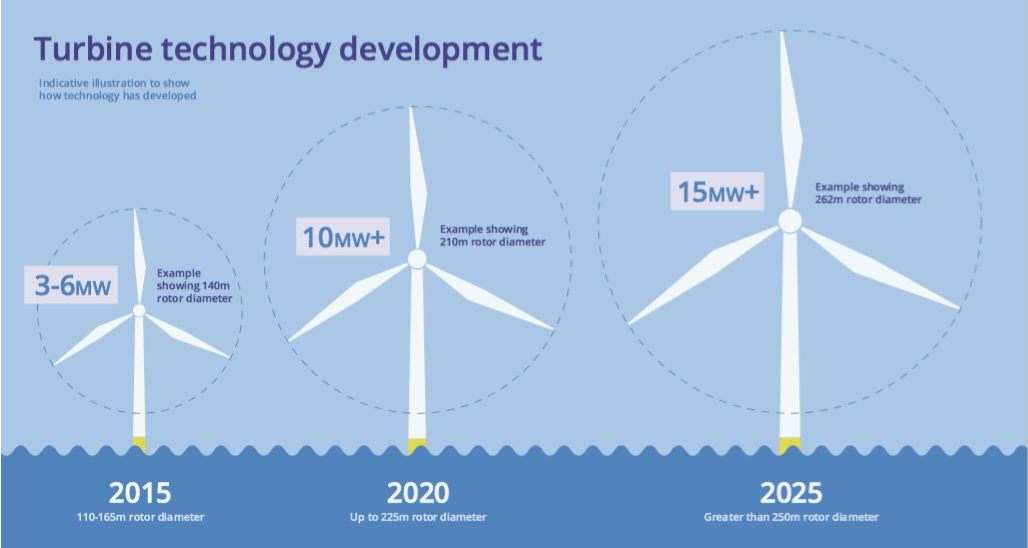 Turbine technology development
Indicative illustration to show
how technology has developed
3-6MW
Example
showing 140m
rotor diameter
10MW+
Example showing
210m rotor diameter
15MW+
Example showing
262m rotor diameter
2015
110-165m rotor diameter
2020
Up to 225m rotor diameter
2025
Greater than 250m rotor diameter